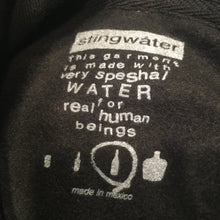 stingwater
This garment
is made with
very speshal
WATER
for
real human
beings
made in mexico